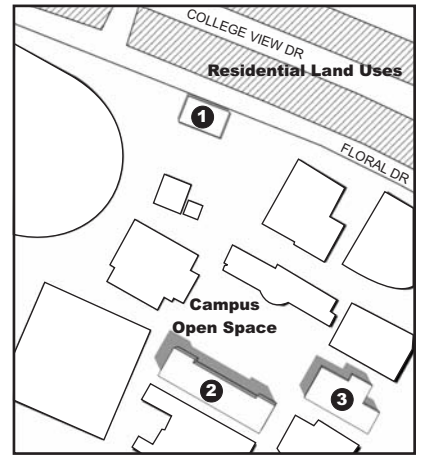 COLLEGE VIEW DR
Residential Land Uses
1
FLORAL DR
Campus
Open Space
2
3